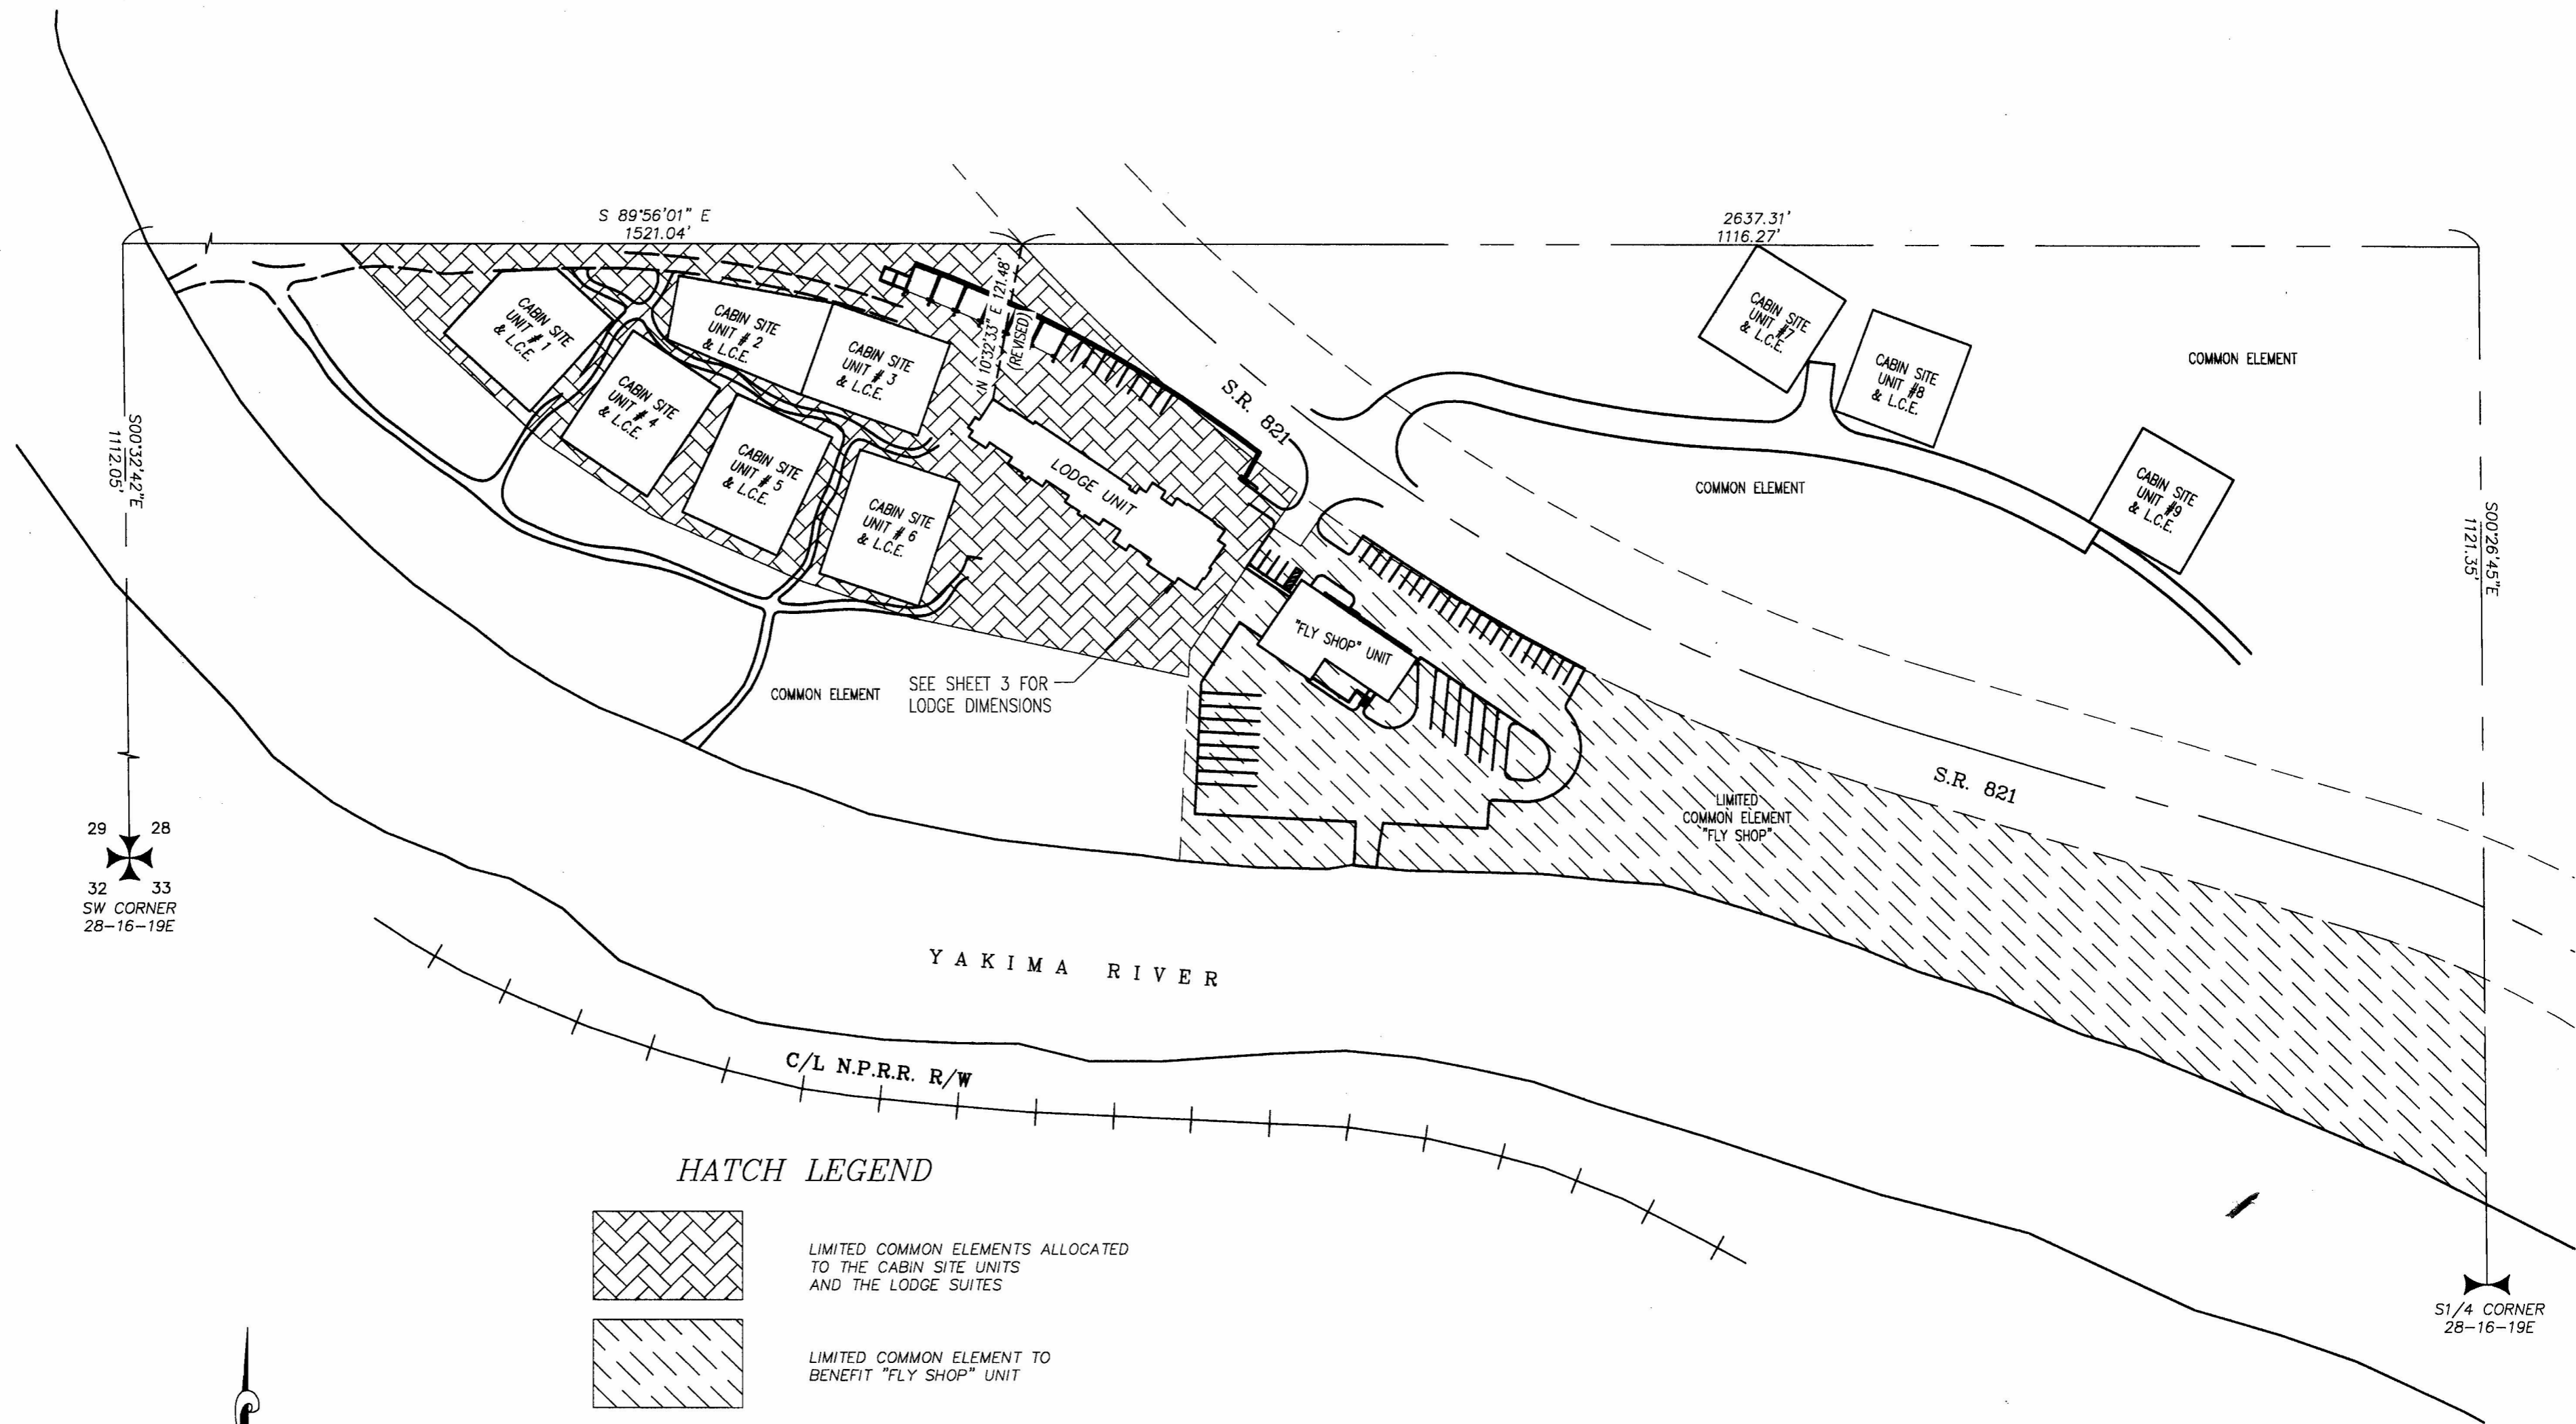 S 89°56'01" E
1521.04'
2637.31'
1116.27'
N 10°32'33" E 121.48'
(REVISED)
S00°32'42"E
1112.05'
S00°26'45"E
1121.35'
CABIN SITE
UNIT # 1
& L.C.E.
CABIN SITE
UNIT # 2
& L.C.E.
CABIN SITE
UNIT # 3
& L.C.E.
CABIN SITE
UNIT # 4
& L.C.E.
CABIN SITE
UNIT # 5
& L.C.E.
CABIN SITE
UNIT # 6
& L.C.E.
CABIN SITE
UNIT #7
& L.C.E.
CABIN SITE
UNIT #8
& L.C.E.
CABIN SITE
UNIT #9
& L.C.E.
COMMON ELEMENT
COMMON ELEMENT
S.R. 821
LODGE UNIT
"FLY SHOP" UNIT
COMMON ELEMENT
SEE SHEET 3 FOR
LODGE DIMENSIONS
LIMITED
COMMON ELEMENT
"FLY SHOP"
S.R. 821
29 28
32 33
SW CORNER
28-16-19E
YAKIMA RIVER
C/L N.P.R.R. R/W
S1/4 CORNER
28-16-19E
HATCH LEGEND
LIMITED COMMON ELEMENTS ALLOCATED
TO THE CABIN SITE UNITS
AND THE LODGE SUITES
LIMITED COMMON ELEMENT TO
BENEFIT "FLY SHOP" UNIT